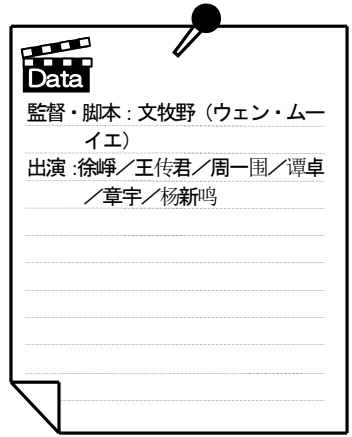 Data
監督・脚本：文牧野（ウェン・ムー
イエ）
出演：徐峥／王传君／周一围／谭卓
／章宇／杨新鸣